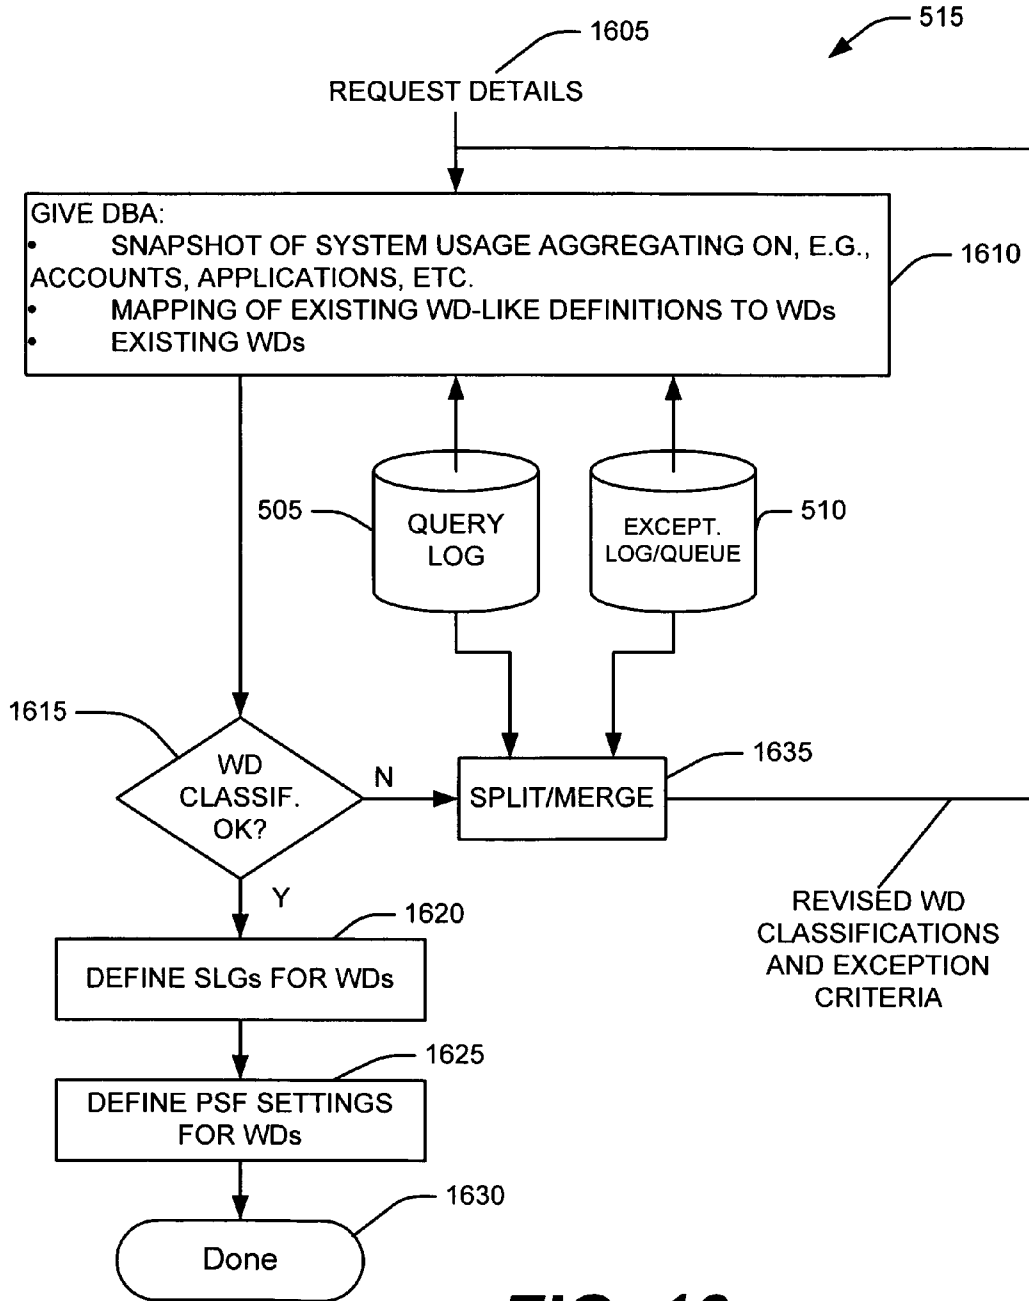 515
1605
REQUEST DETAILS
GIVE DBA:
• SNAPSHOT OF SYSTEM USAGE AGGREGATING ON, E.G.,
ACCOUNTS, APPLICATIONS, ETC.
• MAPPING OF EXISTING WD-LIKE DEFINITIONS TO WDs
• EXISTING WDs
1610
505
QUERY
LOG
EXCEPT.
LOG/QUEUE
510
1615
WD
CLASSIF.
OK?
N
SPLIT/MERGE
1635
Y
REVISED WD
CLASSIFICATIONS
AND EXCEPTION
CRITERIA
1620
DEFINE SLGs FOR WDs
1625
DEFINE PSF SETTINGS
FOR WDs
1630
Done